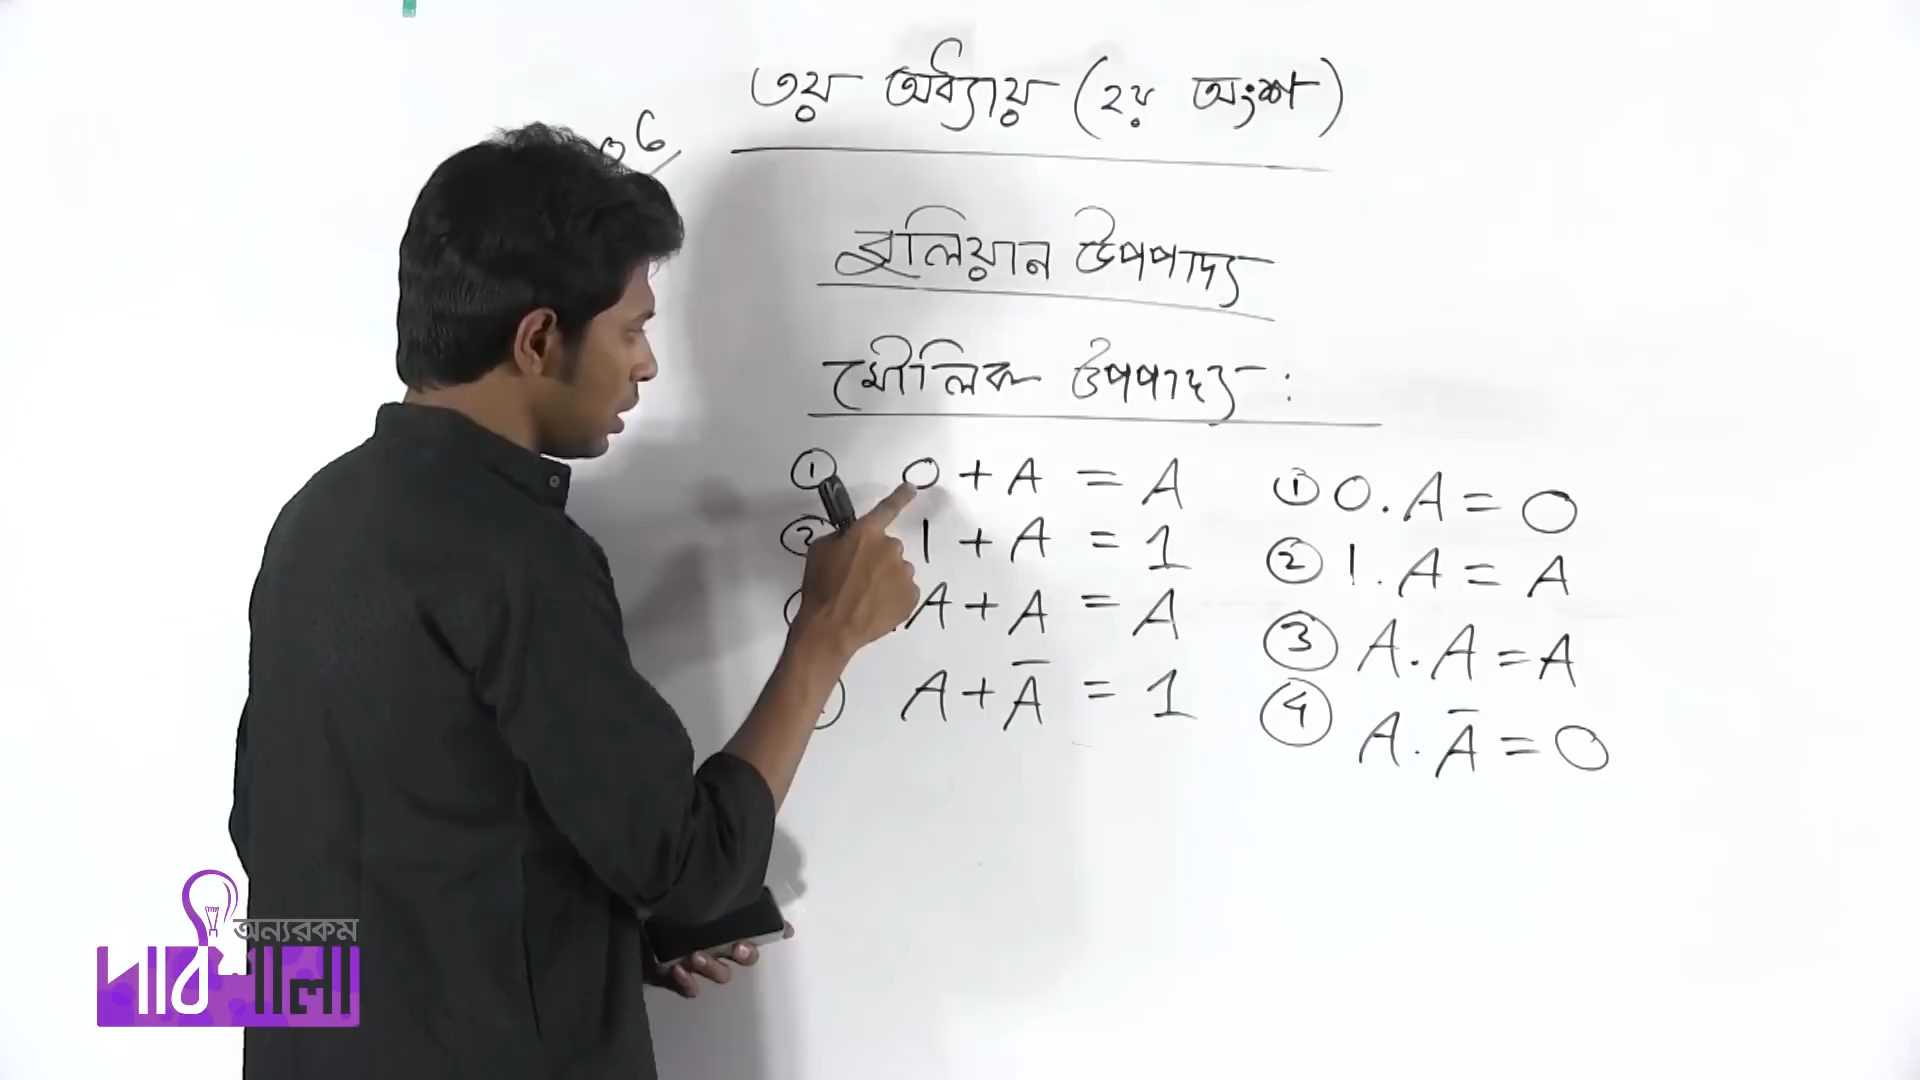 ৩য় অধ্যায় (২য় অংশ)
বুলিয়ান উপপাদ্য
মৌলিক উপপাদ্য :
① 0 + A = A
1 + A = 1
A + A = A
A + Ā = 1
① 0 . A = 0
② 1 . A = A
③ A . A = A
④ A . Ā = 0
অন্যরকম
পাঠশালা